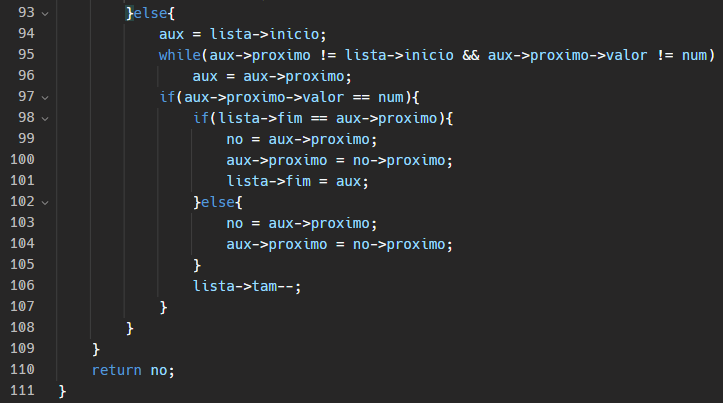 93 }else{
94 aux = lista->inicio;
95 while(aux->proximo != lista->inicio && aux->proximo->valor != num)
96 aux = aux->proximo;
97 if(aux->proximo->valor == num){
98 if(lista->fim == aux->proximo){
99 no = aux->proximo;
100 aux->proximo = no->proximo;
101 lista->fim = aux;
102 }else{
103 no = aux->proximo;
104 aux->proximo = no->proximo;
105 }
106 lista->tam--;
107 }
108 }
109 }
110 return no;
111 }